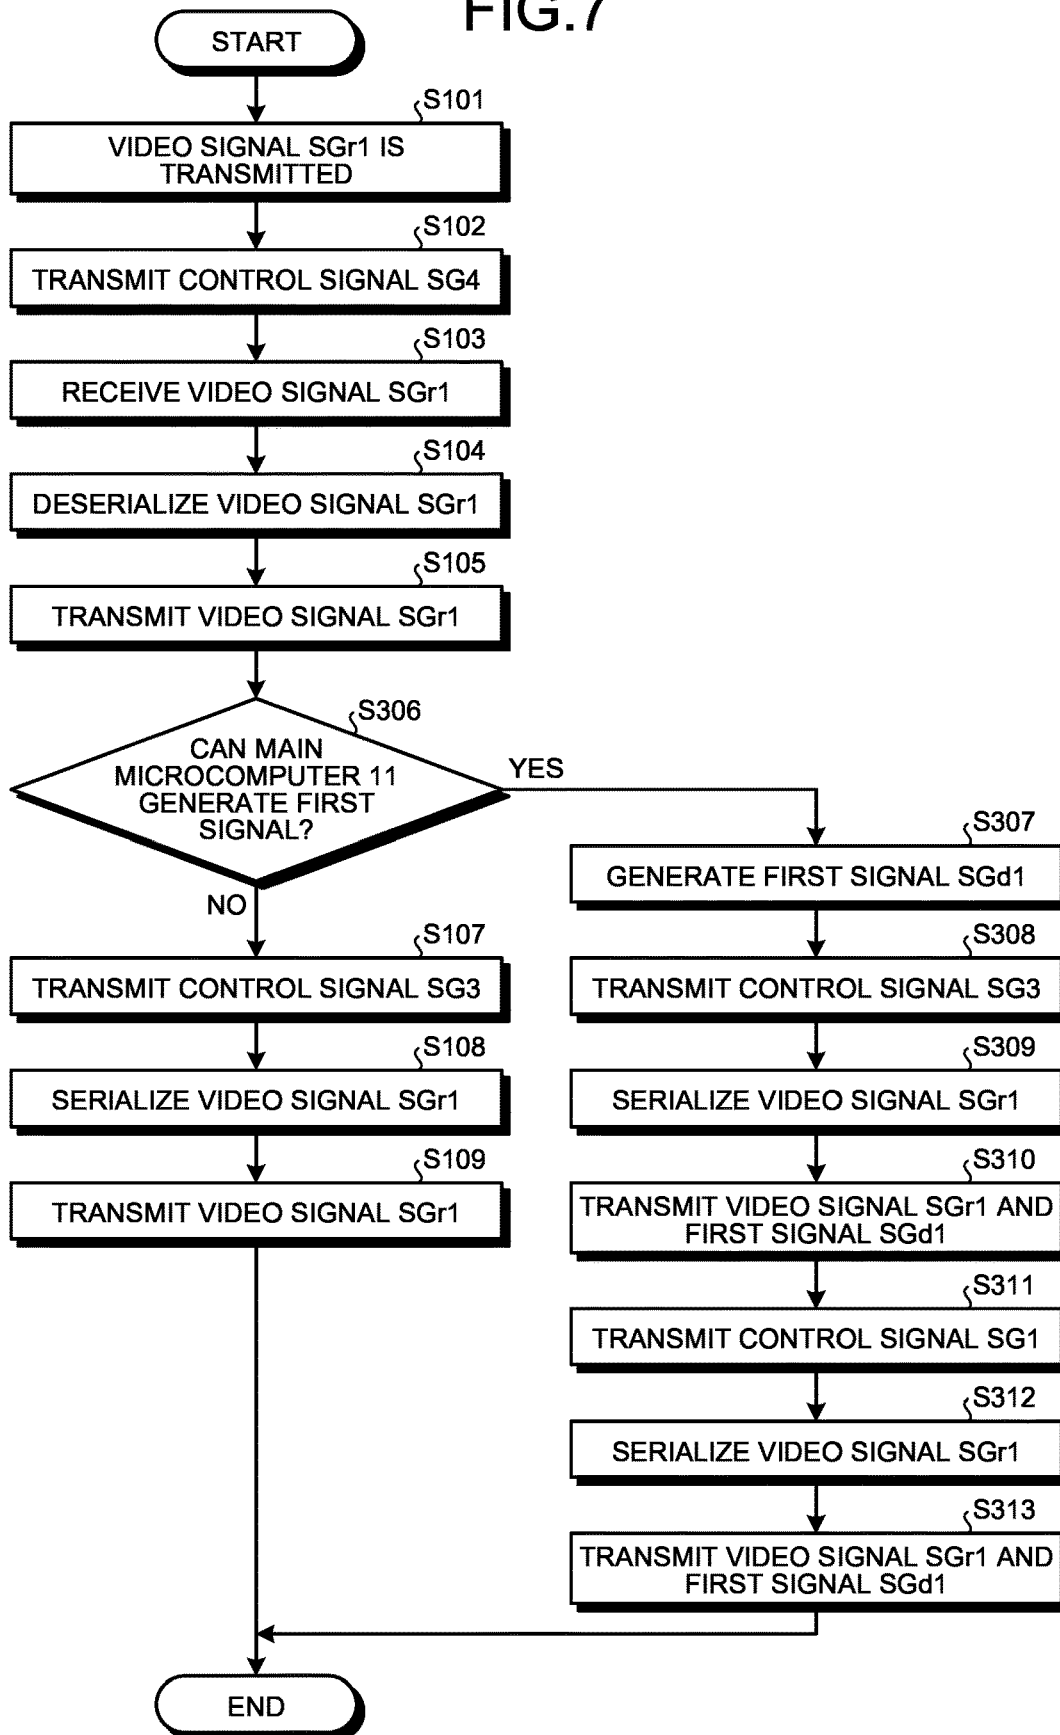 FIG.7
START
S101
VIDEO SIGNAL SGr1 IS
TRANSMITTED
S102
TRANSMIT CONTROL SIGNAL SG4
S103
RECEIVE VIDEO SIGNAL SGr1
S104
DESERIALIZE VIDEO SIGNAL SGr1
S105
TRANSMIT VIDEO SIGNAL SGr1
S306
CAN MAIN
MICROCOMPUTER 11
GENERATE FIRST
SIGNAL?
YES
NO
S107
TRANSMIT CONTROL SIGNAL SG3
S108
SERIALIZE VIDEO SIGNAL SGr1
S109
TRANSMIT VIDEO SIGNAL SGr1
S307
GENERATE FIRST SIGNAL SGd1
S308
TRANSMIT CONTROL SIGNAL SG3
S309
SERIALIZE VIDEO SIGNAL SGr1
S310
TRANSMIT VIDEO SIGNAL SGr1 AND
FIRST SIGNAL SGd1
S311
TRANSMIT CONTROL SIGNAL SG1
S312
SERIALIZE VIDEO SIGNAL SGr1
S313
TRANSMIT VIDEO SIGNAL SGr1 AND
FIRST SIGNAL SGd1
END